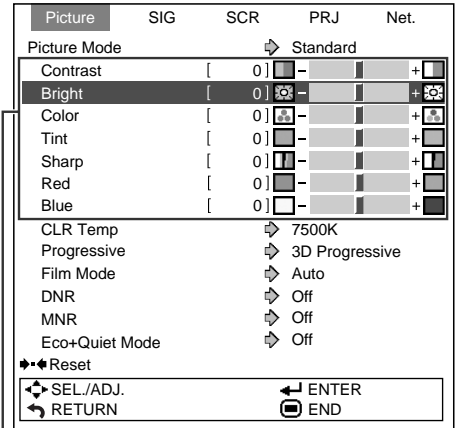 Picture SIG SCR PRJ Net.
Picture Mode Standard
Contrast [ 0 ] - +
Bright [ 0 ] - +
Color [ 0 ] - +
Tint [ 0 ] - +
Sharp [ 0 ] - +
Red [ 0 ] - +
Blue [ 0 ] - +
CLR Temp 7500K
Progressive 3D Progressive
Film Mode Auto
DNR Off
MNR Off
Eco+Quiet Mode Off
Reset
SEL./ADJ. ENTER
RETURN END